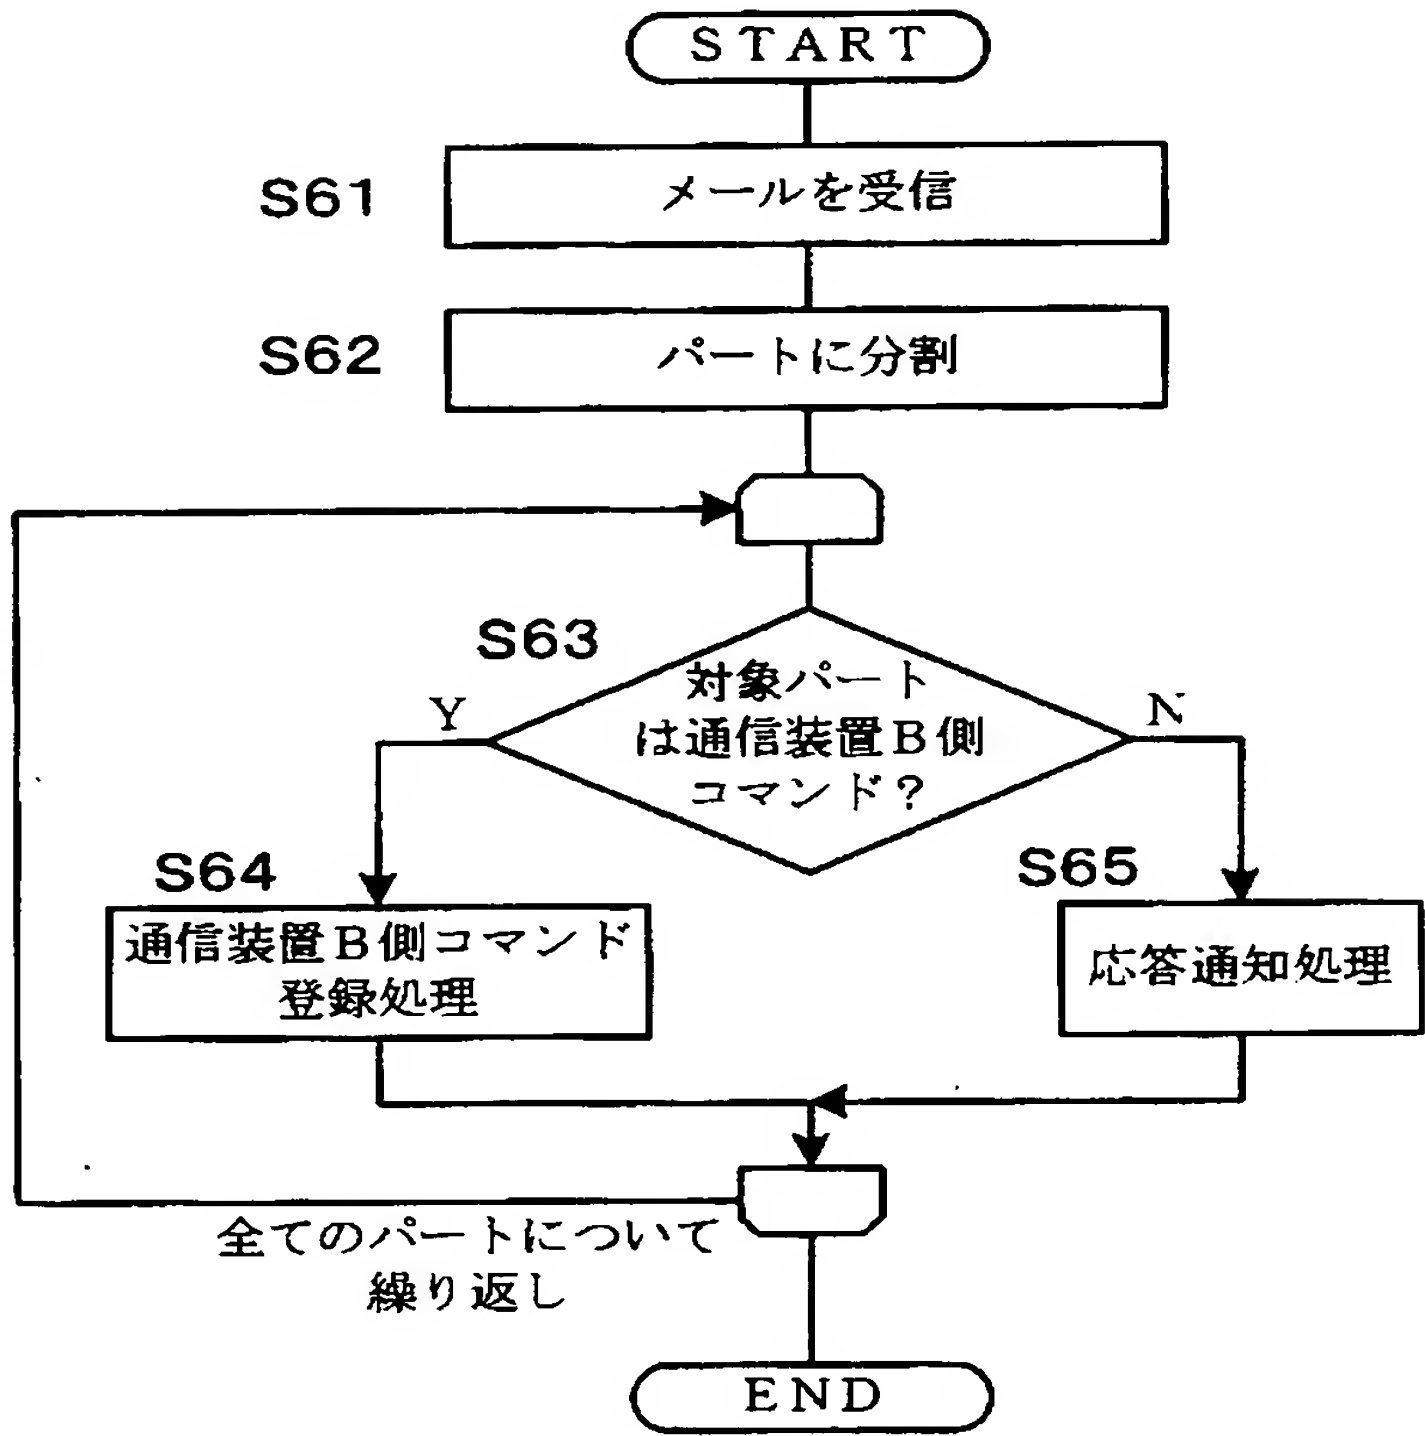 START
S61
メールを受信
S62
パートに分割
S63
対象パート
は通信装置B側
コマンド?
Y
N
S64
通信装置B側コマンド
登録処理
S65
応答通知処理
全てのパートについて
繰り返し
END